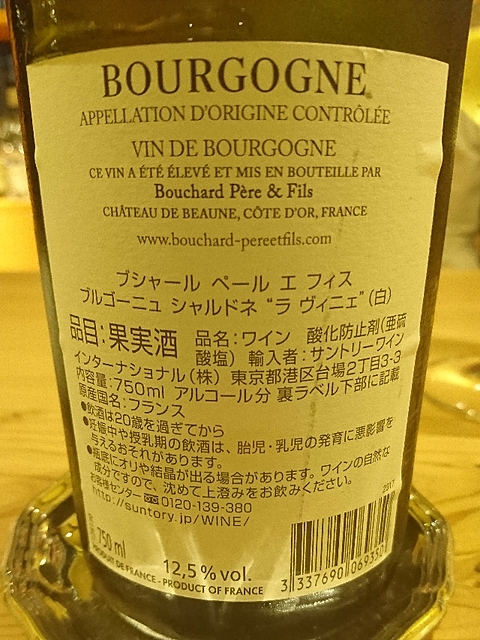 BOURGOGNE
APPELLATION D'ORIGINE CONTRÔLÉE
VIN DE BOURGOGNE
CE VIN A ÉTÉ ÉLEVÉ ET MIS EN BOUTEILLE PAR
Bouchard Père & Fils
CHÂTEAU DE BEAUNE, CÔTE D'OR, FRANCE
www.bouchard-pereetfils.com
ブシャール ペール エ フィス
ブルゴーニュ シャルドネ “ラ ヴィニェ”(白)
品目:果実酒 品名:ワイン 酸化防止剤(亜硫
酸塩) 輸入者:サントリーワイン
インターナショナル(株) 東京都港区台場2丁目3-3
内容量:750ml アルコール分 裏ラベル下部に記載
原産国名:フランス
●飲酒は20歳を過ぎてから
●妊娠中や授乳期の飲酒は、胎児・乳児の発育に悪影響を
与えるおそれがあります。
●瓶底にオリや結晶が出る場合があります。ワインの自然な
成分ですので、沈めて上澄みをお飲みください。
お客様センター 0120-139-380
http://suntory.jp/WINE/
2017
750 ml
12,5 % vol.
PRODUIT DE FRANCE - PRODUCT OF FRANCE
3 337690 069350